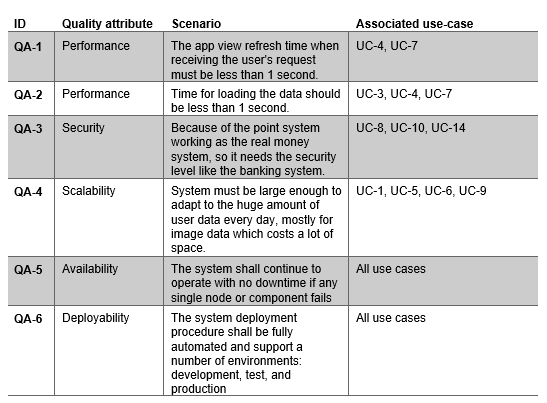 ID Quality attribute Scenario Associated use-case
QA-1 Performance The app view refresh time when UC-4, UC-7
receiving the user's request
must be less than 1 second.
QA-2 Performance Time for loading the data should UC-3, UC-4, UC-7
be less than 1 second.
QA-3 Security Because of the point system UC-8, UC-10, UC-14
working as the real money
system, so it needs the security
level like the banking system.
QA-4 Scalability System must be large enough to UC-1, UC-5, UC-6, UC-9
adapt to the huge amount of
user data every day, mostly for
image data which costs a lot of
space.
QA-5 Availability The system shall continue to All use cases
operate with no downtime if any
single node or component fails
QA-6 Deployability The system deployment All use cases
procedure shall be fully
automated and support a
number of environments:
development, test, and
production